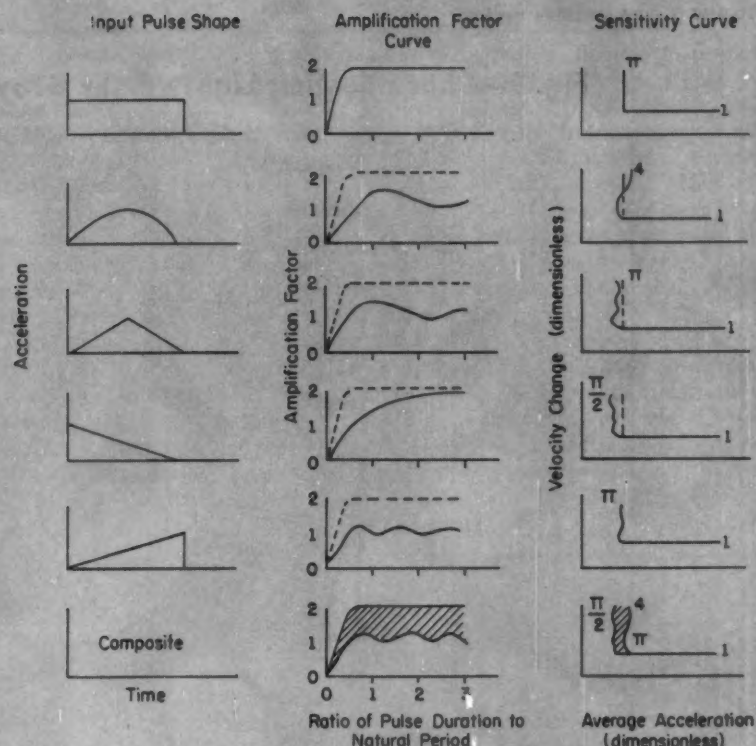 Input Pulse Shape
Amplification Factor
Curve
Sensitivity Curve
Acceleration
Amplification Factor
Velocity Change (dimensionless)
2
1
0
π
1
2
1
0
4
1
2
1
0
π
1
2
1
0
π/2
1
2
1
0
π
1
Composite
2
1
0
π/2
4
π
1
Time
0
1
2
3
Ratio of Pulse Duration to
Natural Period
Average Acceleration
(dimensionless)